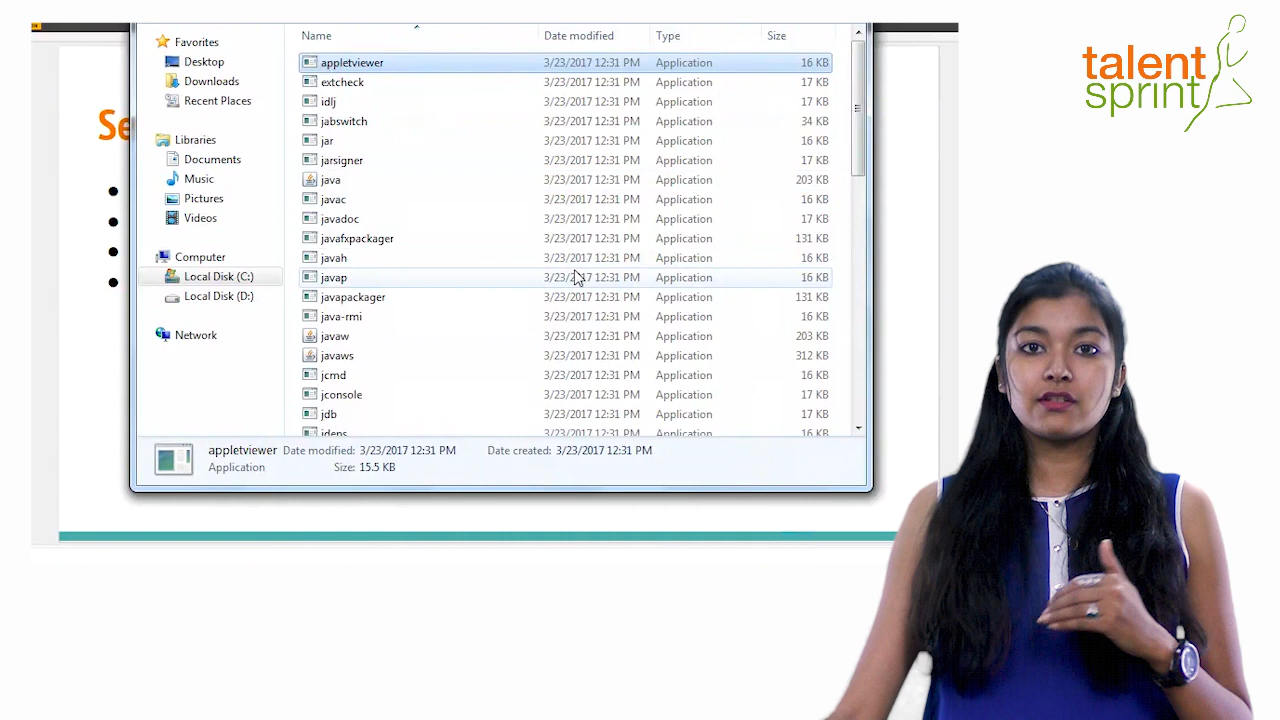 talent
sprint
Name Date modified Type Size
Favorites
Desktop
Downloads
Recent Places
Libraries
Documents
Music
Pictures
Videos
Computer
Local Disk (C:)
Local Disk (D:)
Network
Se
appletviewer 3/23/2017 12:31 PM Application 16 KB
extcheck 3/23/2017 12:31 PM Application 17 KB
idlj 3/23/2017 12:31 PM Application 16 KB
jabswitch 3/23/2017 12:31 PM Application 34 KB
jar 3/23/2017 12:31 PM Application 16 KB
jarsigner 3/23/2017 12:31 PM Application 17 KB
java 3/23/2017 12:31 PM Application 203 KB
javac 3/23/2017 12:31 PM Application 16 KB
javadoc 3/23/2017 12:31 PM Application 17 KB
javafxpackager 3/23/2017 12:31 PM Application 131 KB
javah 3/23/2017 12:31 PM Application 16 KB
javap 3/23/2017 12:31 PM Application 16 KB
javapackager 3/23/2017 12:31 PM Application 131 KB
java-rmi 3/23/2017 12:31 PM Application 16 KB
javaw 3/23/2017 12:31 PM Application 203 KB
javaws 3/23/2017 12:31 PM Application 312 KB
jcmd 3/23/2017 12:31 PM Application 16 KB
jconsole 3/23/2017 12:31 PM Application 17 KB
jdb 3/23/2017 12:31 PM Application 17 KB
jdeps 3/23/2017 12:31 PM Application 16 KB
appletviewer Date modified: 3/23/2017 12:31 PM Date created: 3/23/2017 12:31 PM
Application Size: 15.5 KB